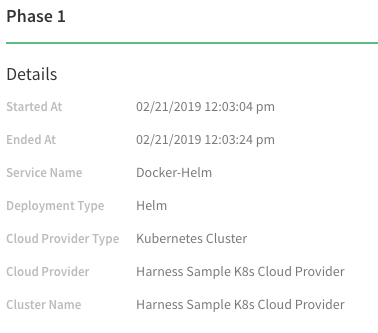 Phase 1
Details
Started At 02/21/2019 12:03:04 pm
Ended At 02/21/2019 12:03:24 pm
Service Name Docker-Helm
Deployment Type Helm
Cloud Provider Type Kubernetes Cluster
Cloud Provider Harness Sample K8s Cloud Provider
Cluster Name Harness Sample K8s Cloud Provider